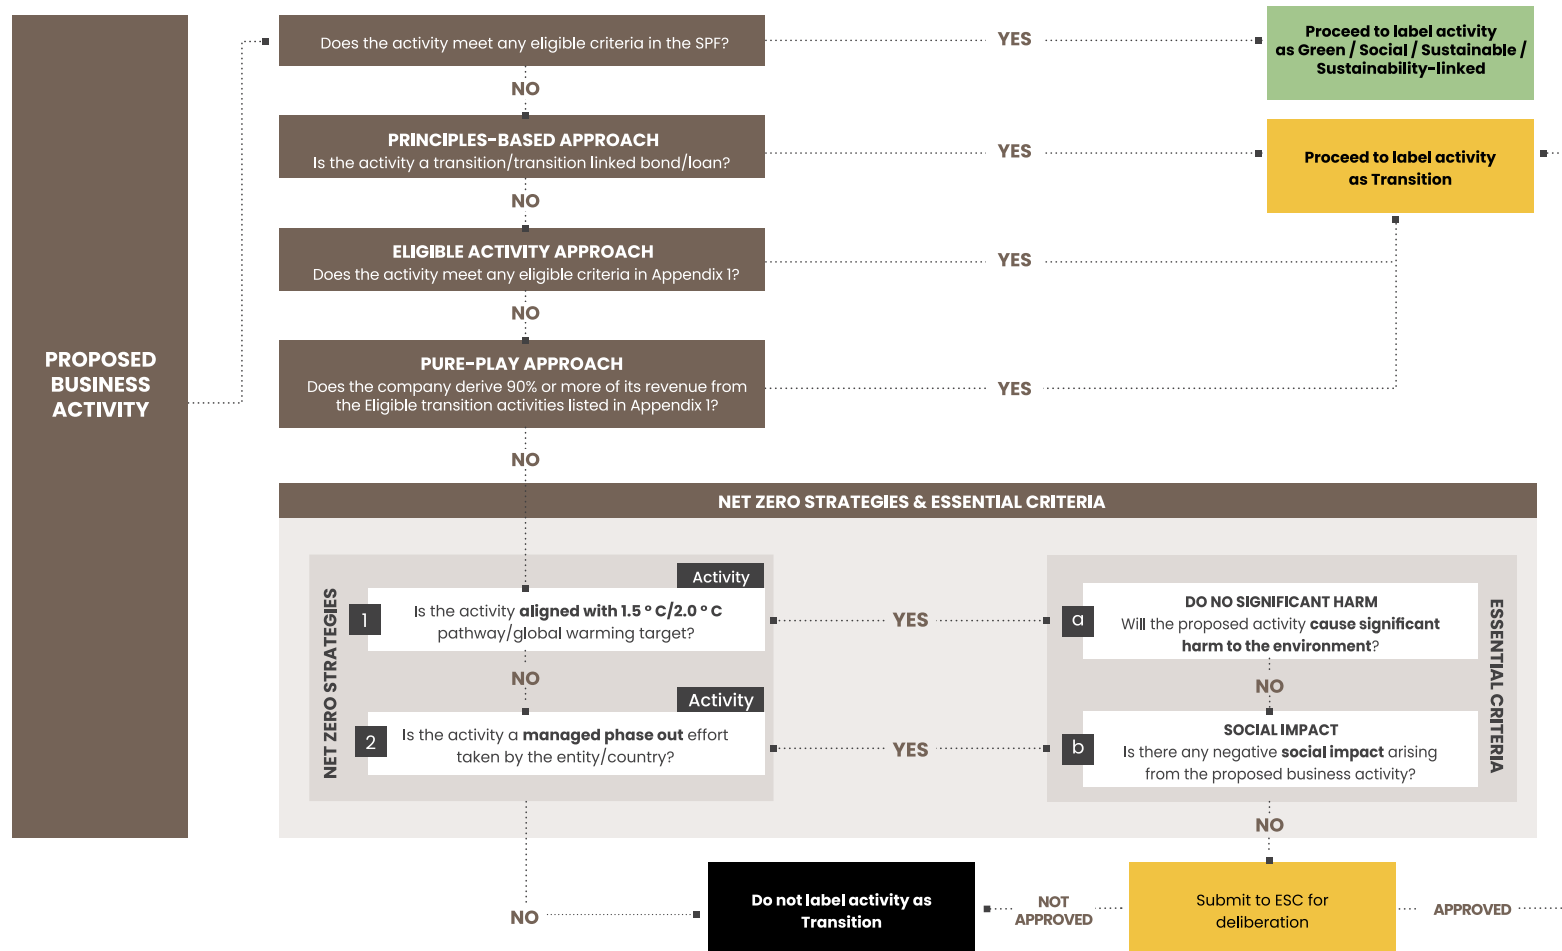 PROPOSED
BUSINESS
ACTIVITY
Does the activity meet any eligible criteria in the SPF?
YES
Proceed to label activity
as Green / Social / Sustainable /
Sustainability-linked
NO
PRINCIPLES-BASED APPROACH
Is the activity a transition/transition linked bond/loan?
YES
Proceed to label activity
as Transition
NO
ELIGIBLE ACTIVITY APPROACH
Does the activity meet any eligible criteria in Appendix 1?
YES
NO
PURE-PLAY APPROACH
Does the company derive 90% or more of its revenue from
the Eligible transition activities listed in Appendix 1?
YES
NO
NET ZERO STRATEGIES & ESSENTIAL CRITERIA
NET ZERO STRATEGIES
Activity
1
Is the activity aligned with 1.5 ° C/2.0 ° C
pathway/global warming target?
YES
NO
Activity
2
Is the activity a managed phase out effort
taken by the entity/country?
YES
ESSENTIAL CRITERIA
a
DO NO SIGNIFICANT HARM
Will the proposed activity cause significant
harm to the environment?
NO
b
SOCIAL IMPACT
Is there any negative social impact arising
from the proposed business activity?
NO
NO
Do not label activity as
Transition
NOT
APPROVED
Submit to ESC for
deliberation
APPROVED